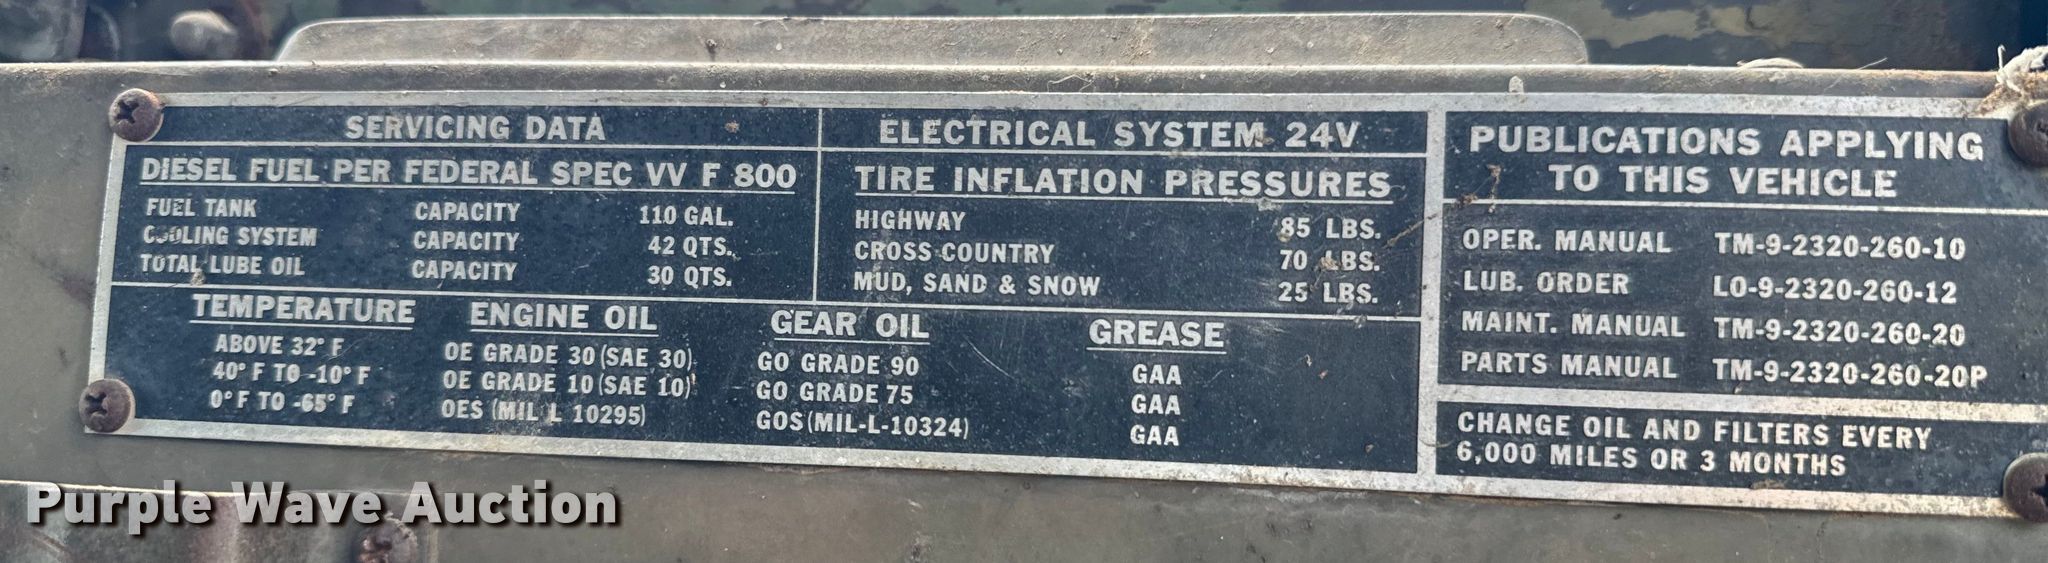 SERVICING DATA
DIESEL FUEL PER FEDERAL SPEC VV F 800
FUEL TANK CAPACITY 110 GAL.
COOLING SYSTEM CAPACITY 42 QTS.
TOTAL LUBE OIL CAPACITY 30 QTS.
ELECTRICAL SYSTEM 24V
TIRE INFLATION PRESSURES
HIGHWAY 85 LBS.
CROSS COUNTRY 70 LBS.
MUD, SAND & SNOW 25 LBS.
TEMPERATURE ENGINE OIL GEAR OIL GREASE
ABOVE 32° F OE GRADE 30 (SAE 30) GO GRADE 90 GAA
40° F TO -10° F OE GRADE 10 (SAE 10) GO GRADE 75 GAA
0° F TO -65° F OES (MIL L 10295) GOS (MIL-L-10324) GAA
PUBLICATIONS APPLYING
TO THIS VEHICLE
OPER. MANUAL TM-9-2320-260-10
LUB. ORDER LO-9-2320-260-12
MAINT. MANUAL TM-9-2320-260-20
PARTS MANUAL TM-9-2320-260-20P
CHANGE OIL AND FILTERS EVERY
6,000 MILES OR 3 MONTHS
Purple Wave Auction